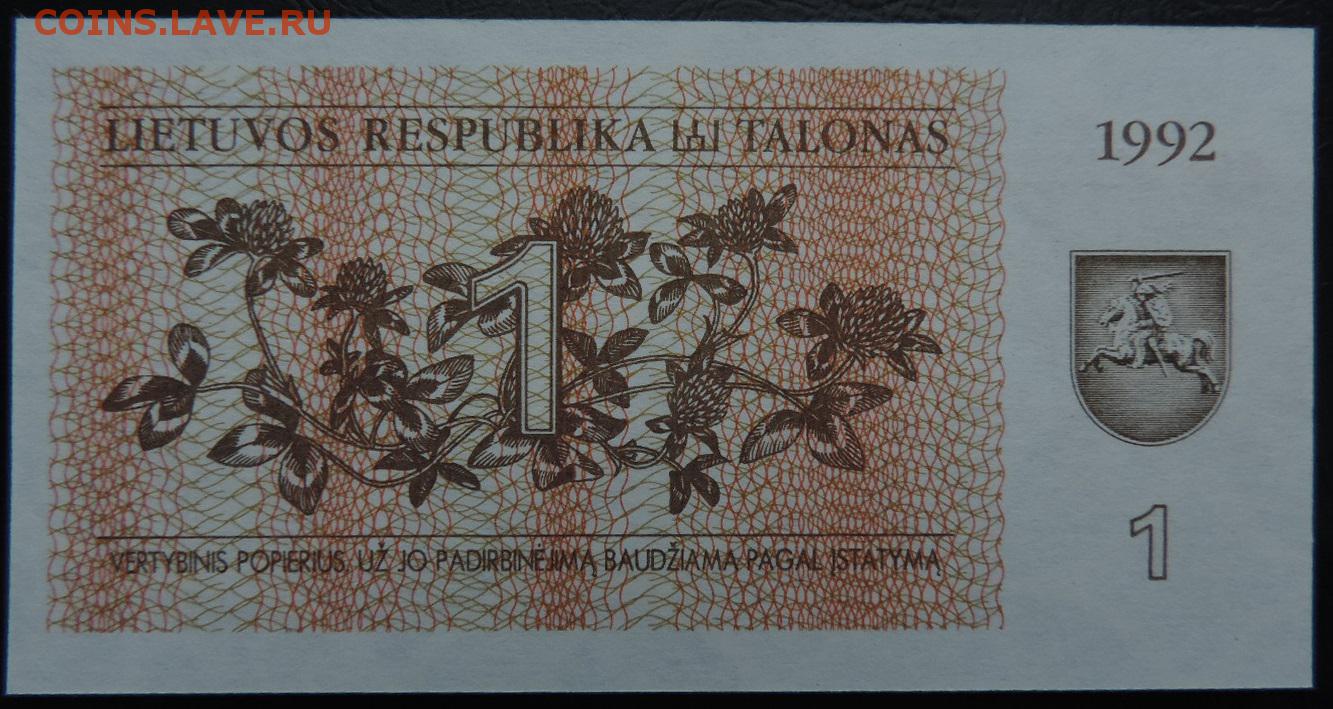 COINS.LAVE.RU
LIETUVOS RESPUBLIKA TALONAS
1992
1
VERTYBINIS POPIERIUS. UŽ JO PADIRBINĖJIMĄ BAUDŽIAMA PAGAL ĮSTATYMĄ
1